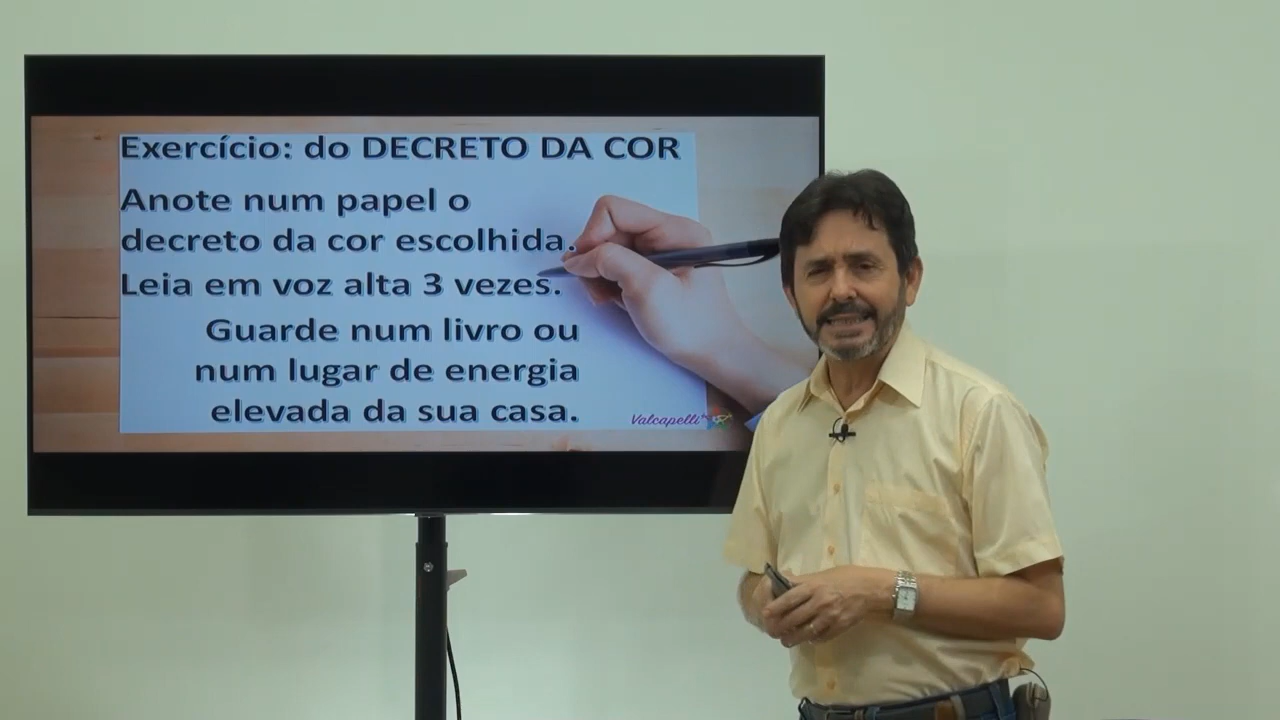 Exercício: do DECRETO DA COR
Anote num papel o
decreto da cor escolhida.
Leia em voz alta 3 vezes.
Guarde num livro ou
num lugar de energia
elevada da sua casa.
Valcapelli